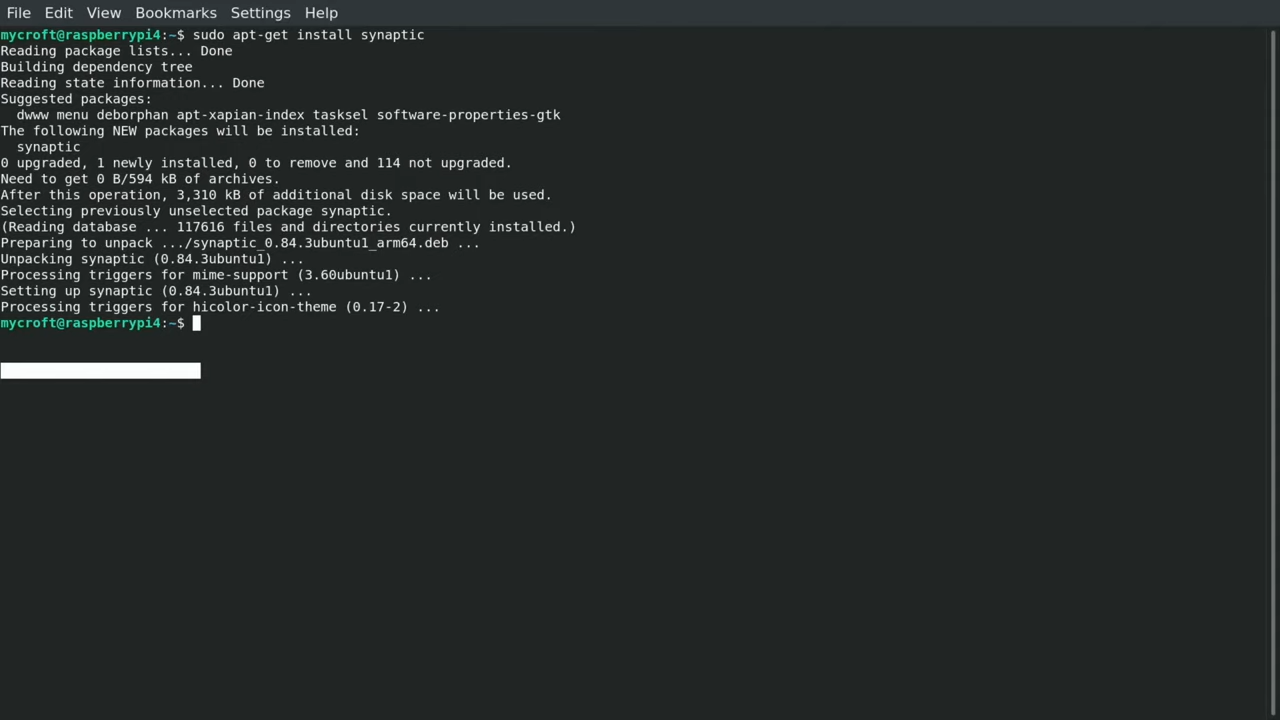 File Edit View Bookmarks Settings Help
mycroft@raspberrypi4:~$ sudo apt-get install synaptic
Reading package lists... Done
Building dependency tree
Reading state information... Done
Suggested packages:
  dwww menu deborphan apt-xapian-index tasksel software-properties-gtk
The following NEW packages will be installed:
  synaptic
0 upgraded, 1 newly installed, 0 to remove and 114 not upgraded.
Need to get 0 B/594 kB of archives.
After this operation, 3,310 kB of additional disk space will be used.
Selecting previously unselected package synaptic.
(Reading database ... 117616 files and directories currently installed.)
Preparing to unpack .../synaptic_0.84.3ubuntu1_arm64.deb ...
Unpacking synaptic (0.84.3ubuntu1) ...
Processing triggers for mime-support (3.60ubuntu1) ...
Setting up synaptic (0.84.3ubuntu1) ...
Processing triggers for hicolor-icon-theme (0.17-2) ...
mycroft@raspberrypi4:~$